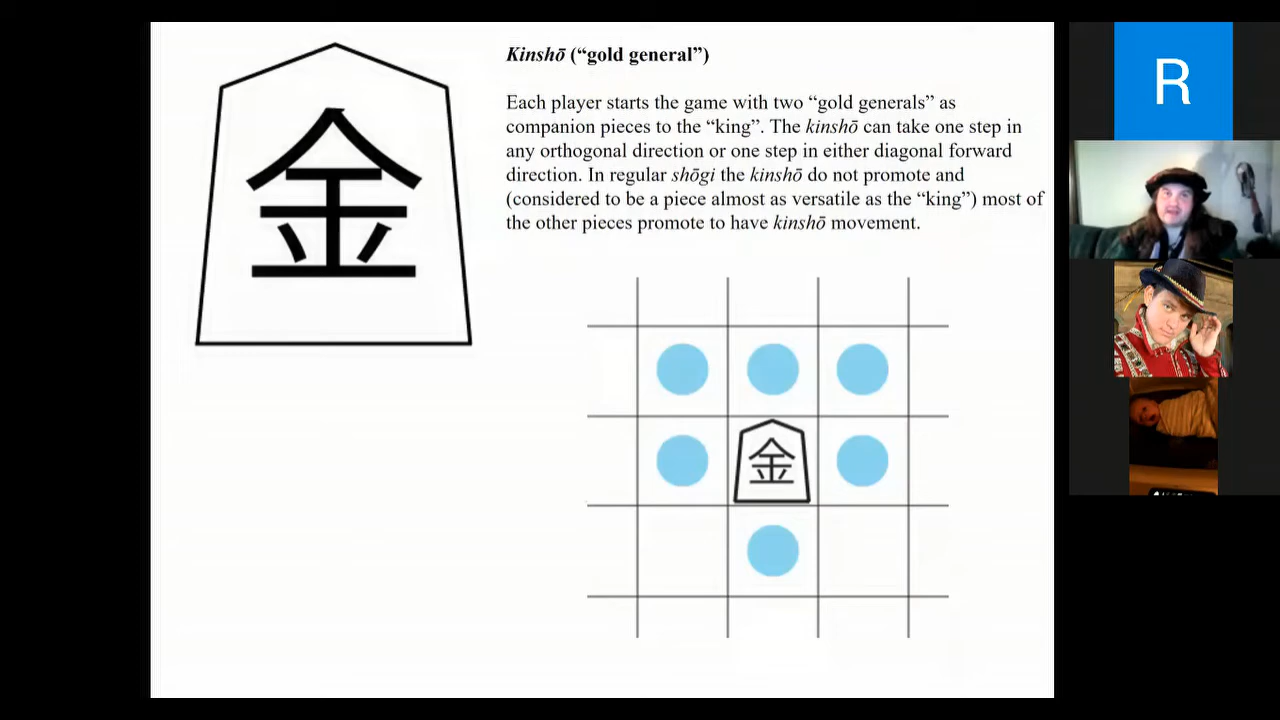 金
Kinshō (“gold general”)
Each player starts the game with two “gold generals” as
companion pieces to the “king”. The kinshō can take one step in
any orthogonal direction or one step in either diagonal forward
direction. In regular shōgi the kinshō do not promote and
(considered to be a piece almost as versatile as the “king”) most of
the other pieces promote to have kinshō movement.
金
R